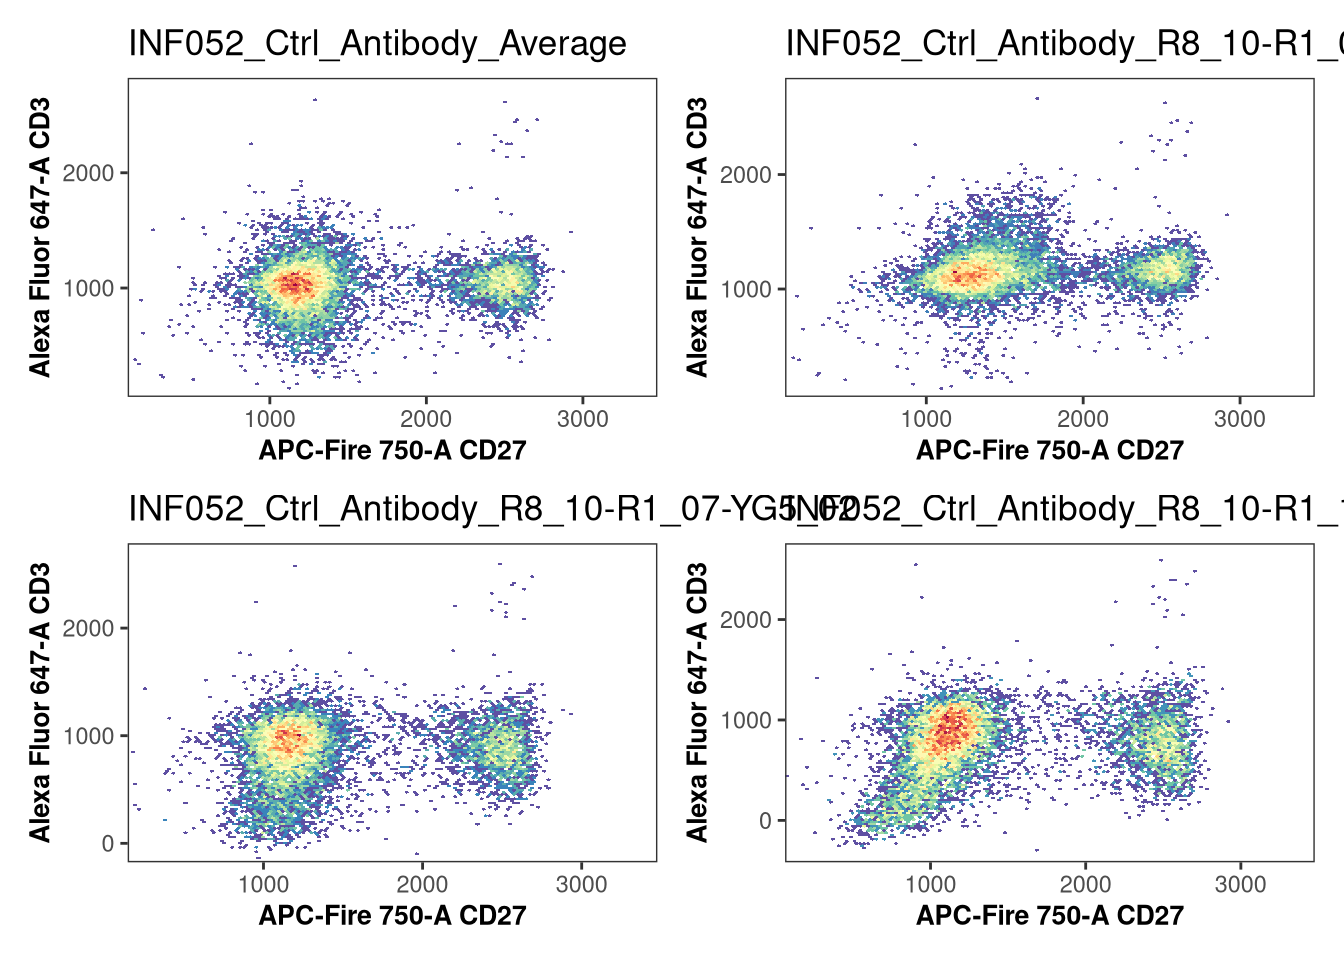 INF052_Ctrl_Antibody_Average
Alexa Fluor 647-A CD3
2000
1000
1000 2000 3000
APC-Fire 750-A CD27
INF052_Ctrl_Antibody_R8_10-R1_0
Alexa Fluor 647-A CD3
2000
1000
1000 2000 3000
APC-Fire 750-A CD27
INF052_Ctrl_Antibody_R8_10-R1_07-YG5_02
Alexa Fluor 647-A CD3
2000
1000
0
1000 2000 3000
APC-Fire 750-A CD27
INF052_Ctrl_Antibody_R8_10-R1_
Alexa Fluor 647-A CD3
2000
1000
0
1000 2000 3000
APC-Fire 750-A CD27